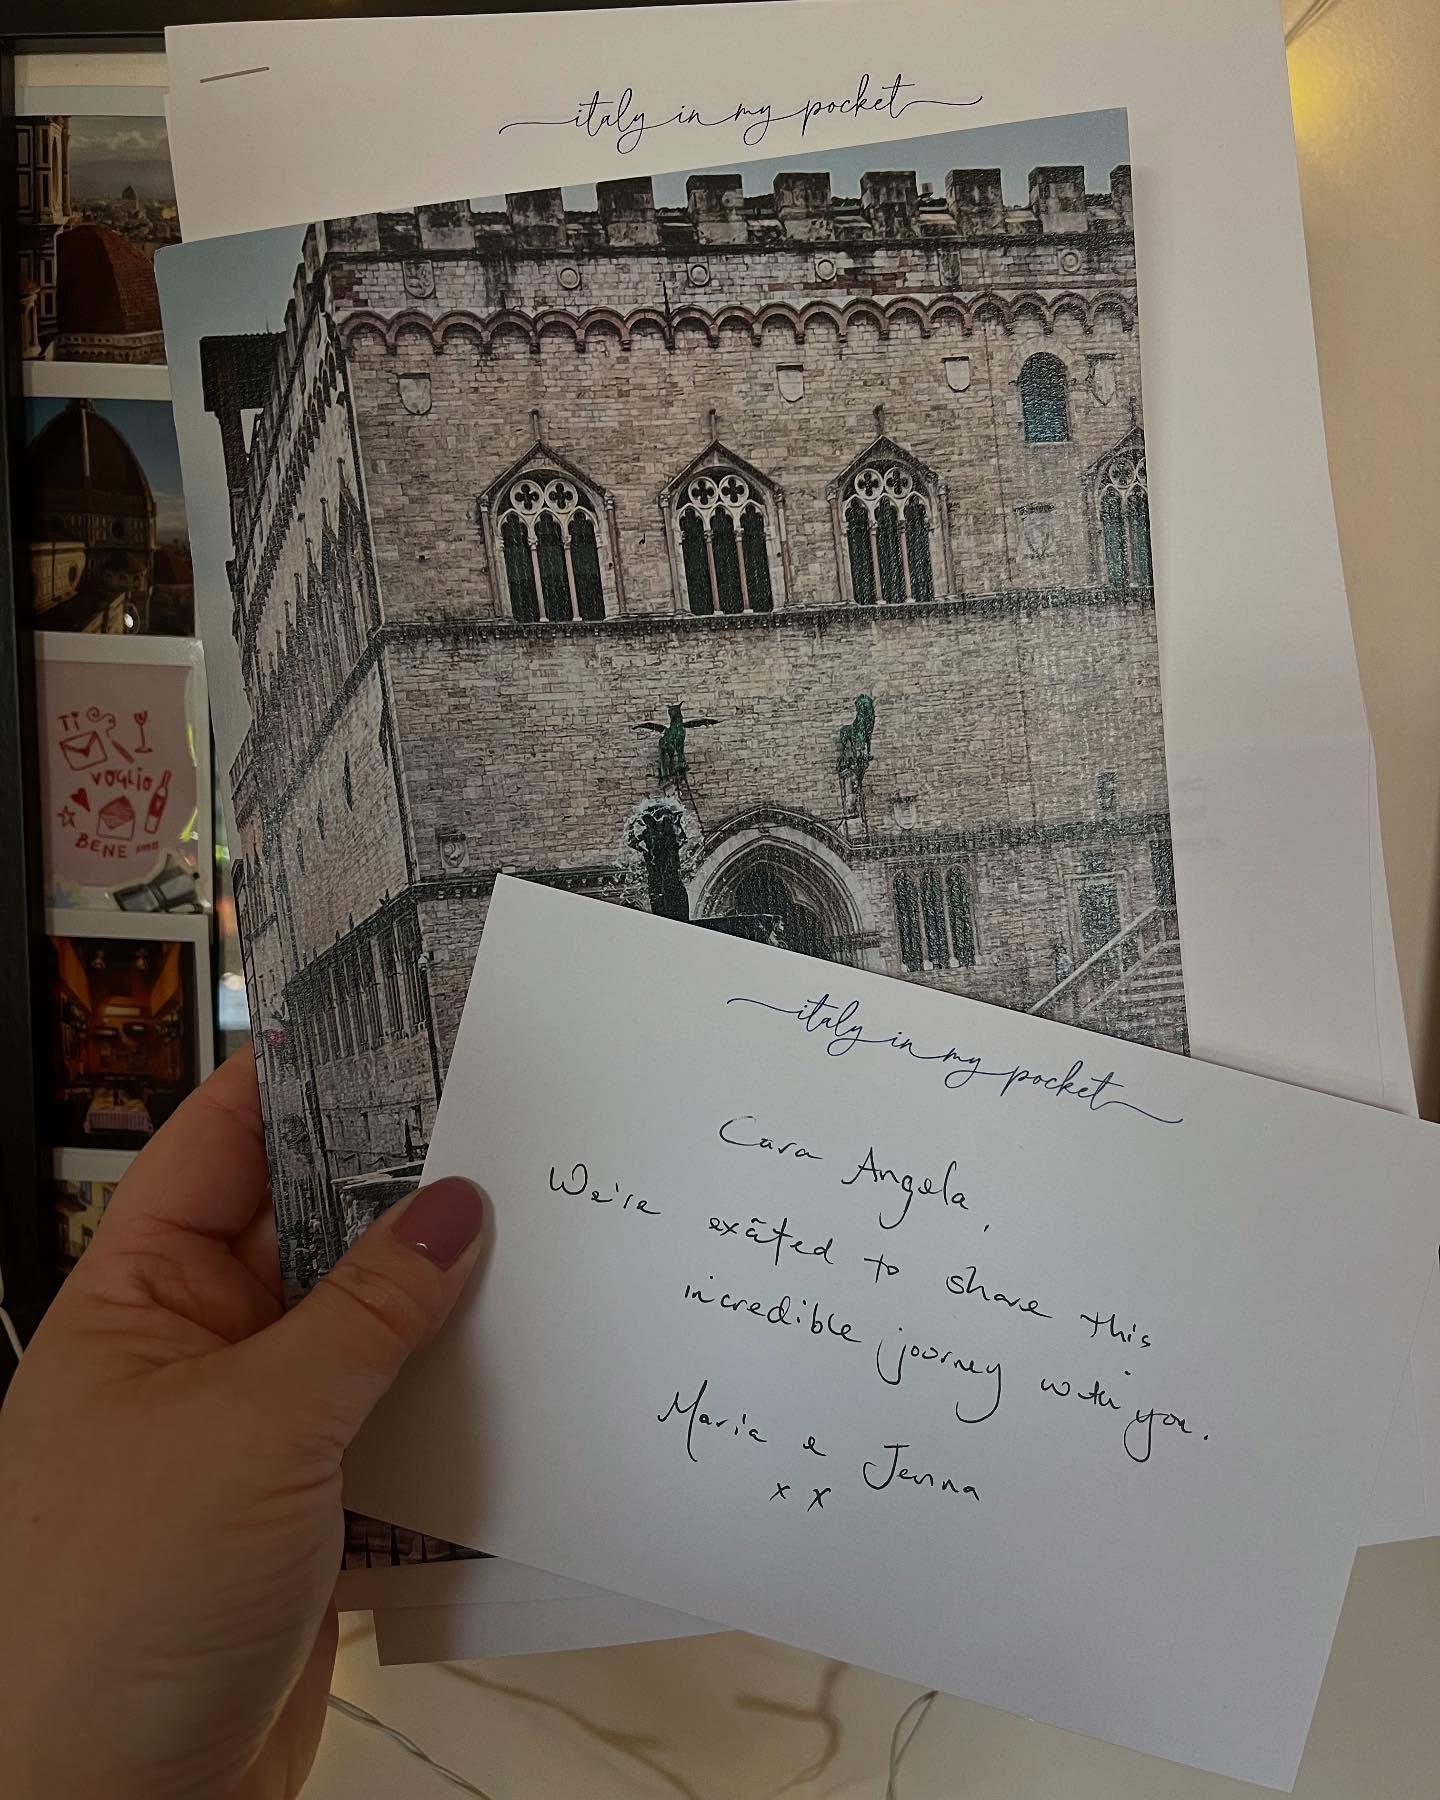 italy in my pocket
TI
VOGLIO
BENE
italy in my pocket
Cara Angela,
We're excited to share this
incredible journey with you.
Maria e Jenna
x x